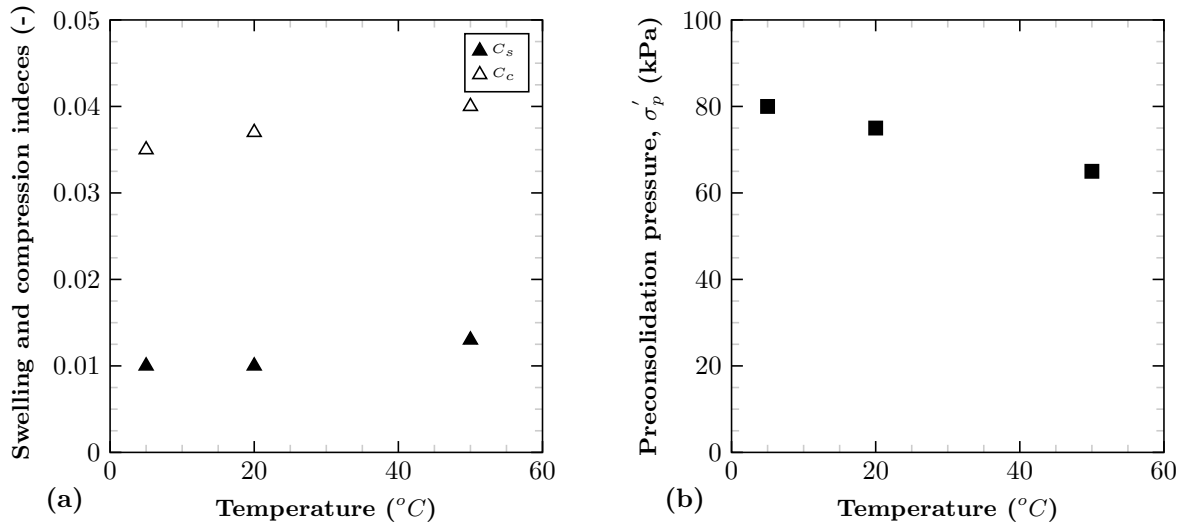 Swelling and compression indeces (-)
0.05
0.04
0.03
0.02
0.01
0
C_s
C_c
0 20 40 60
Temperature (°C)
(a)
Preconsolidation pressure, σ'_p (kPa)
100
80
60
40
20
0
0 20 40 60
Temperature (°C)
(b)